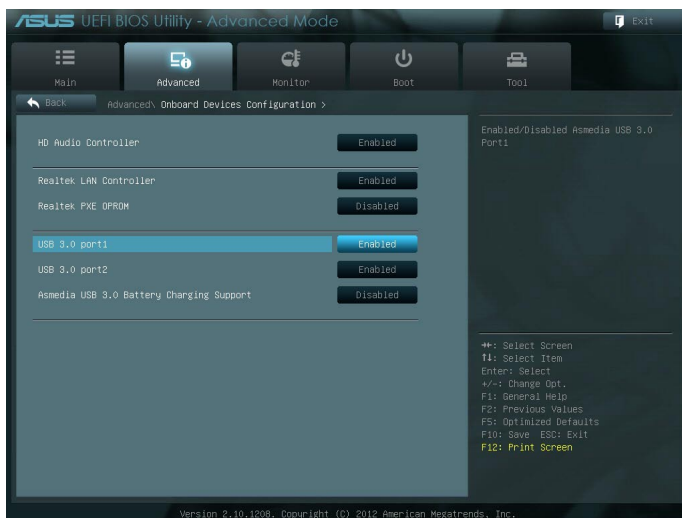 ASUS UEFI BIOS Utility - Advanced Mode
Exit
Main
Advanced
Monitor
Boot
Tool
Back
Advanced\ Onboard Devices Configuration >
HD Audio Controller
Enabled
Realtek LAN Controller
Enabled
Realtek PXE OPROM
Disabled
USB 3.0 port1
Enabled
USB 3.0 port2
Enabled
Asmedia USB 3.0 Battery Charging Support
Disabled
Enabled/Disabled Asmedia USB 3.0
Port1
→←: Select Screen
↑↓: Select Item
Enter: Select
+/-: Change Opt.
F1: General Help
F2: Previous Values
F5: Optimized Defaults
F10: Save ESC: Exit
F12: Print Screen
Version 2.10.1208. Copyright (C) 2012 American Megatrends, Inc.